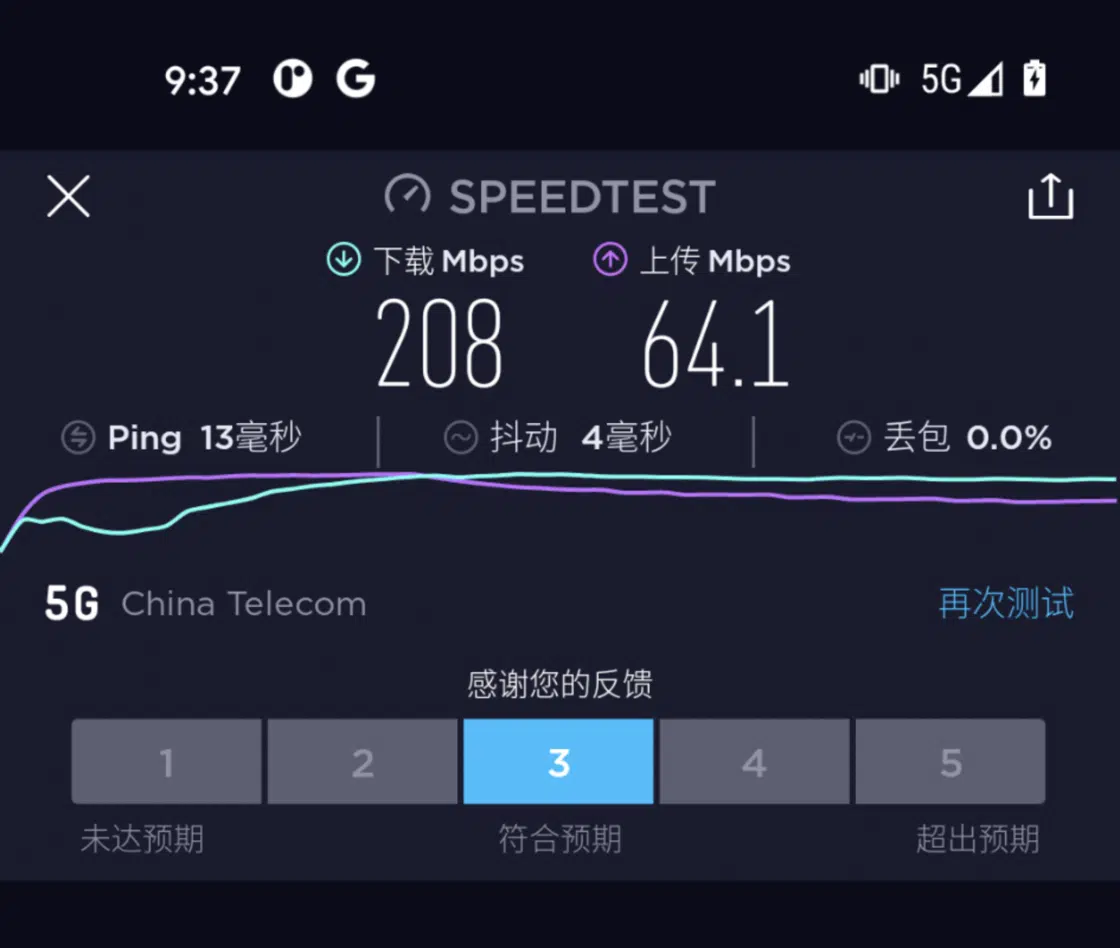 9:37 5G
SPEEDTEST
下载 Mbps 上传 Mbps
208 64.1
Ping 13毫秒 抖动 4毫秒 丢包 0.0%
5G China Telecom 再次测试
感谢您的反馈
1 2 3 4 5
未达预期 符合预期 超出预期